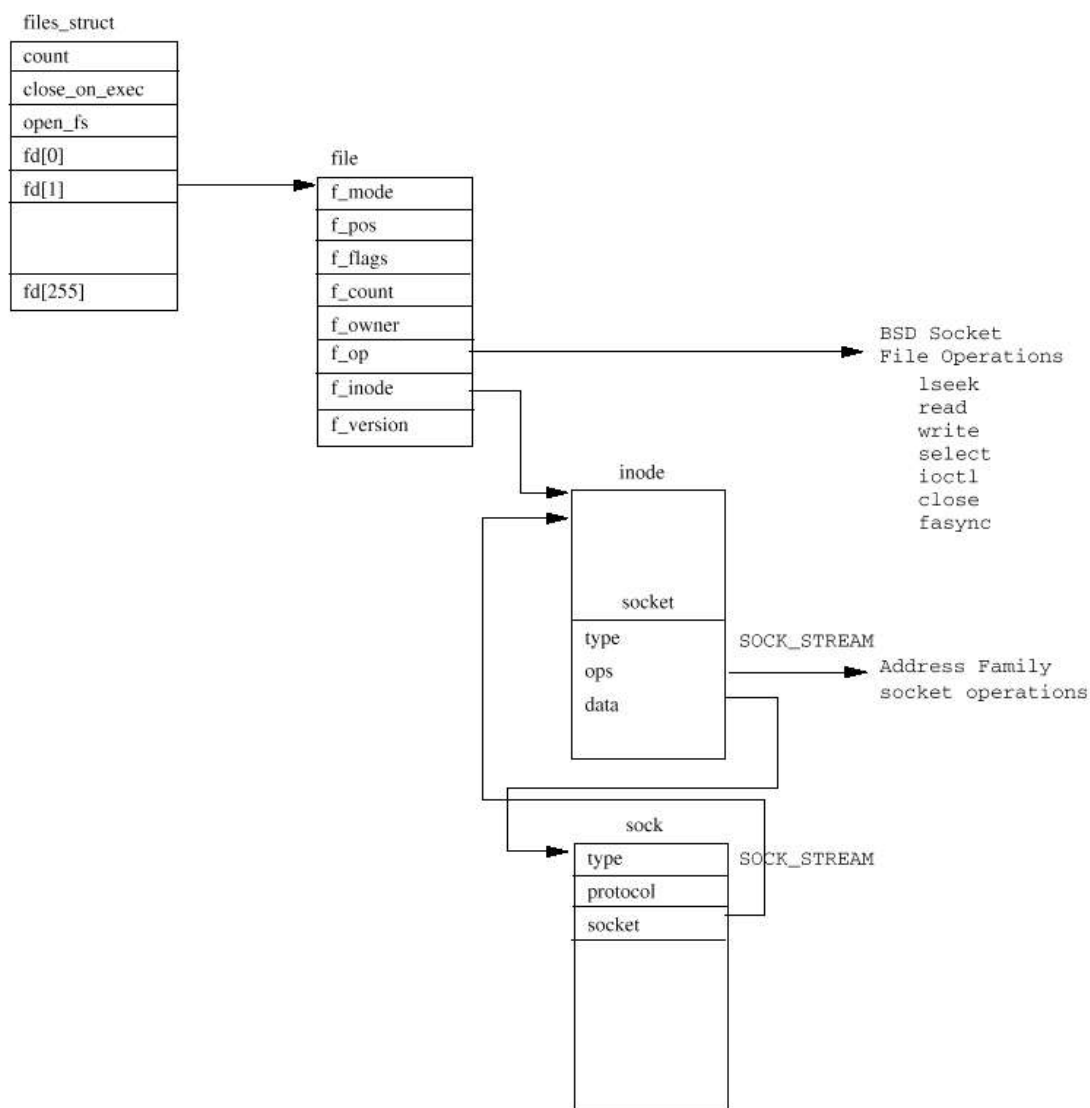 files_struct
count
close_on_exec
open_fs
fd[0]
fd[1]
fd[255]
file
f_mode
f_pos
f_flags
f_count
f_owner
f_op
f_inode
f_version
BSD Socket
File Operations
lseek
read
write
select
ioctl
close
fasync
inode
socket
type
SOCK_STREAM
ops
Address Family
socket operations
data
sock
type
SOCK_STREAM
protocol
socket